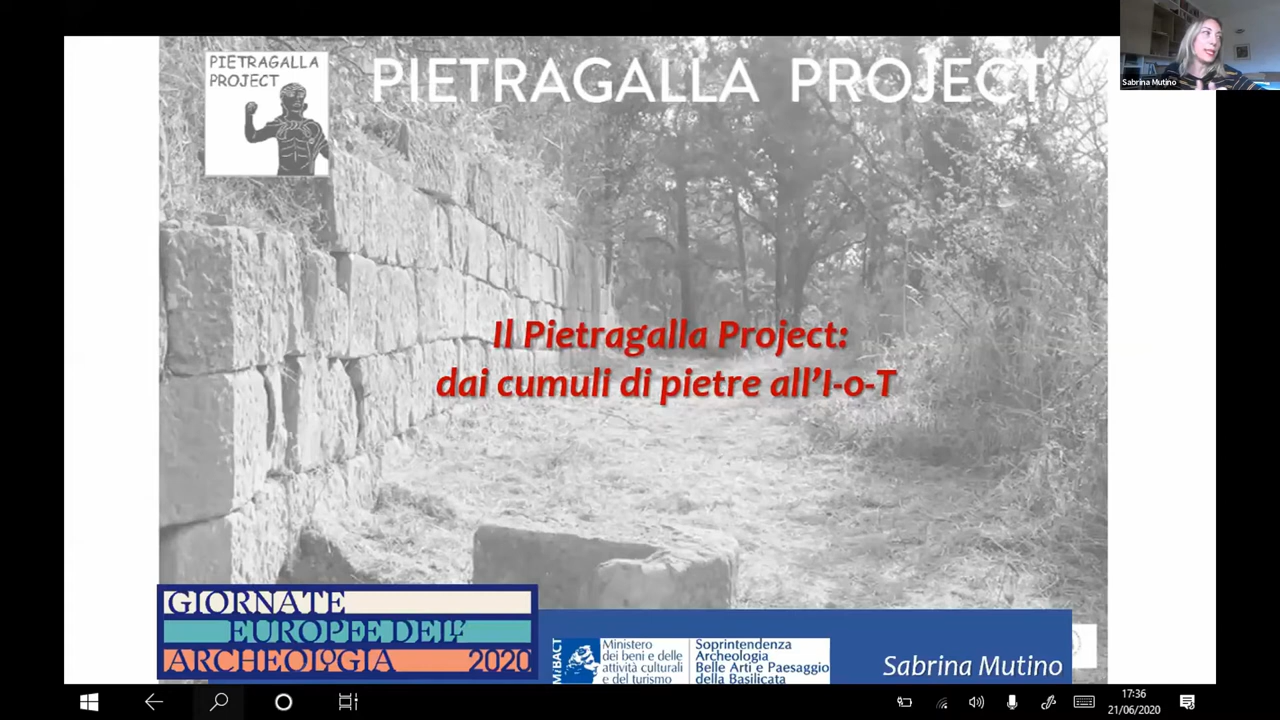 PIETRAGALLA
PROJECT
PIETRAGALLA PROJECT
Sabrina Mutino
Il Pietragalla Project:
dai cumuli di pietre all’I-o-T
GIORNATE
EUROPEE DELL'
ARCHEOLOGIA 2020
MiBACT
Ministero
dei beni e delle
attività culturali
e del turismo
Soprintendenza
Archeologia
Belle Arti e Paesaggio
della Basilicata
Sabrina Mutino
17:36
21/06/2020